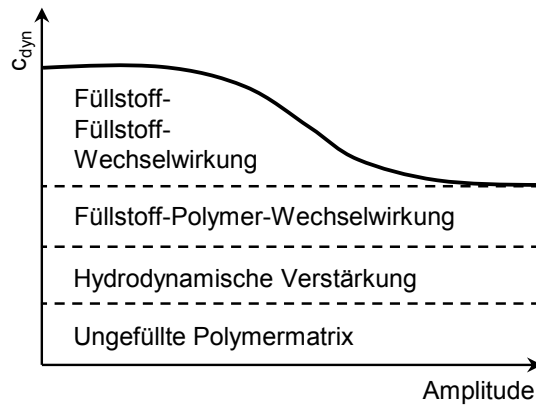 c_dyn
Füllstoff-
Füllstoff-
Wechselwirkung
Füllstoff-Polymer-Wechselwirkung
Hydrodynamische Verstärkung
Ungefüllte Polymermatrix
Amplitude